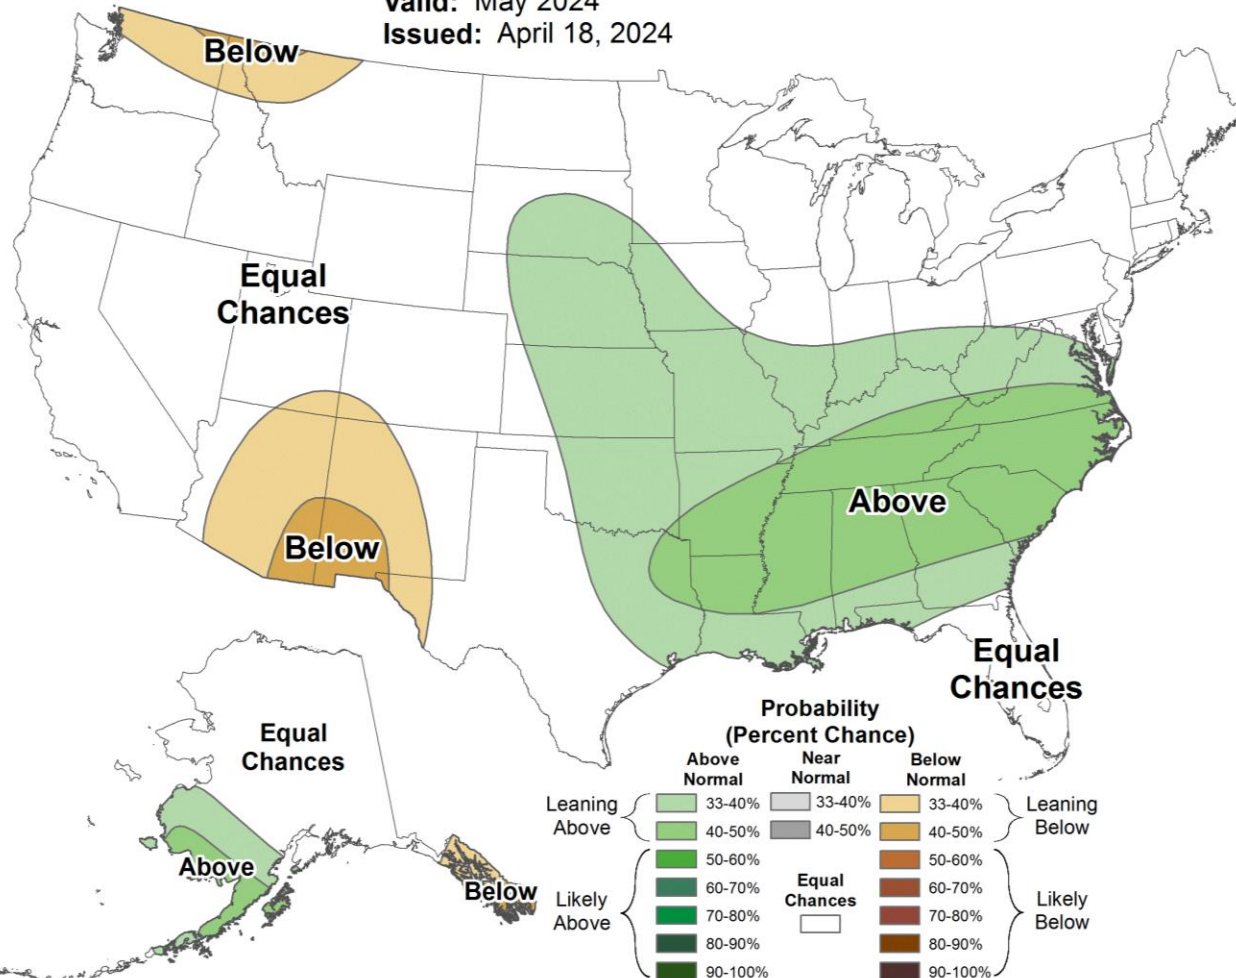 Valid: May 2024
Issued: April 18, 2024
Below
Equal
Chances
Above
Below
Equal
Chances
Equal
Chances
Above
Below
Probability
(Percent Chance)
Above
Normal
Near
Normal
Below
Normal
Leaning
Above
33-40%
33-40%
33-40%
Leaning
Below
40-50%
40-50%
40-50%
50-60%
50-60%
60-70%
60-70%
Likely
Above
Equal
Chances
Likely
Below
70-80%
70-80%
80-90%
80-90%
90-100%
90-100%